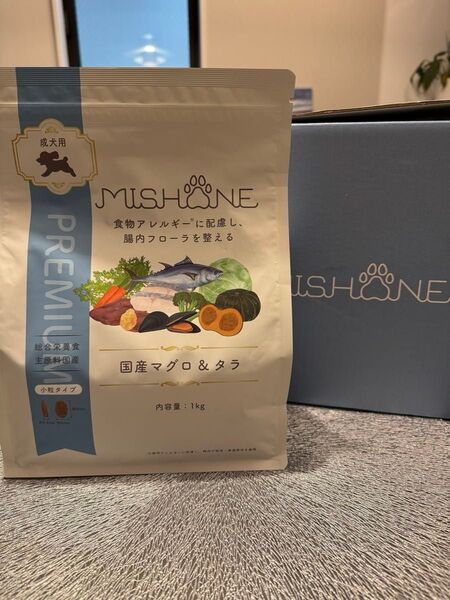 成犬用
MISHONE
食物アレルギー※に配慮し、
腸内フローラを整える
PREMIUM
総合栄養食
主原料国産
小粒タイプ
国産マグロ&タラ
内容量:1kg
MISHONE